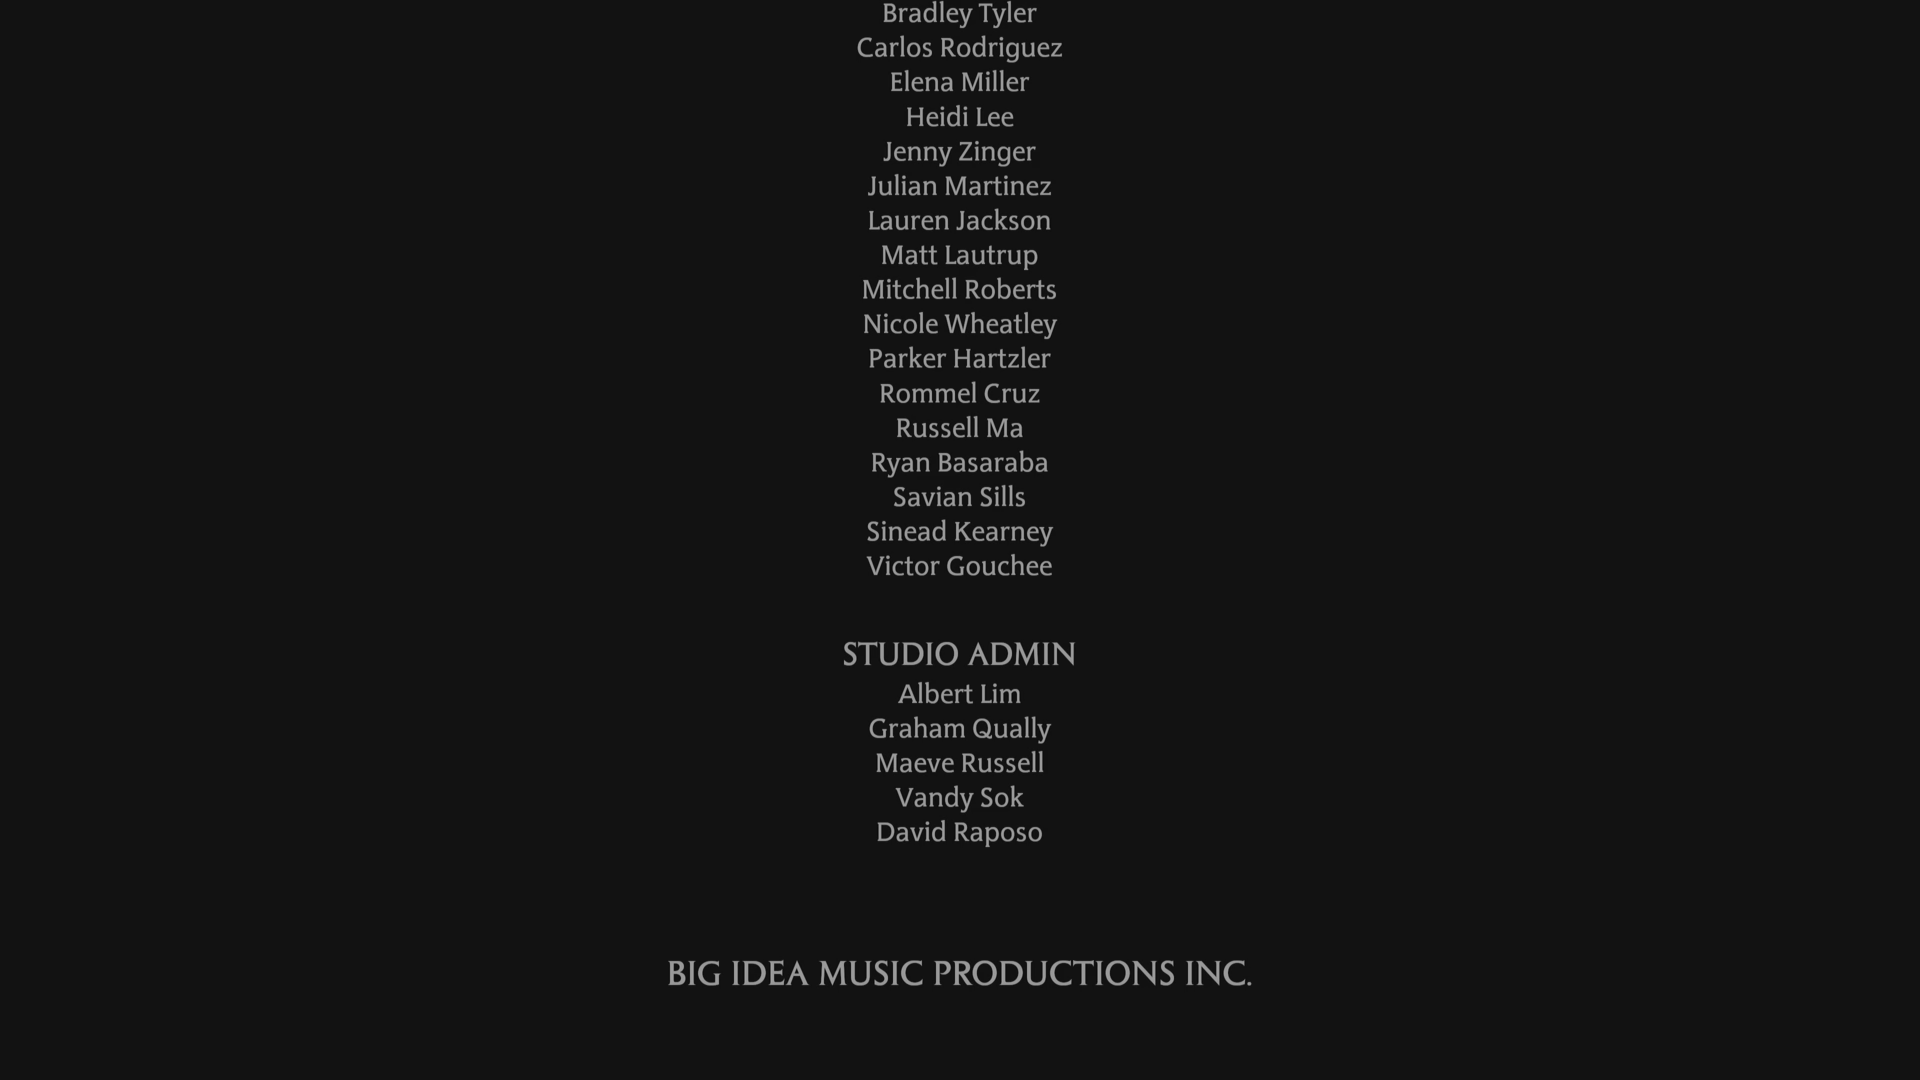 Bradley Tyler
Carlos Rodriguez
Elena Miller
Heidi Lee
Jenny Zinger
Julian Martinez
Lauren Jackson
Matt Lautrup
Mitchell Roberts
Nicole Wheatley
Parker Hartzler
Rommel Cruz
Russell Ma
Ryan Basaraba
Savian Sills
Sinead Kearney
Victor Gouchee
STUDIO ADMIN
Albert Lim
Graham Qually
Maeve Russell
Vandy Sok
David Raposo
BIG IDEA MUSIC PRODUCTIONS INC.